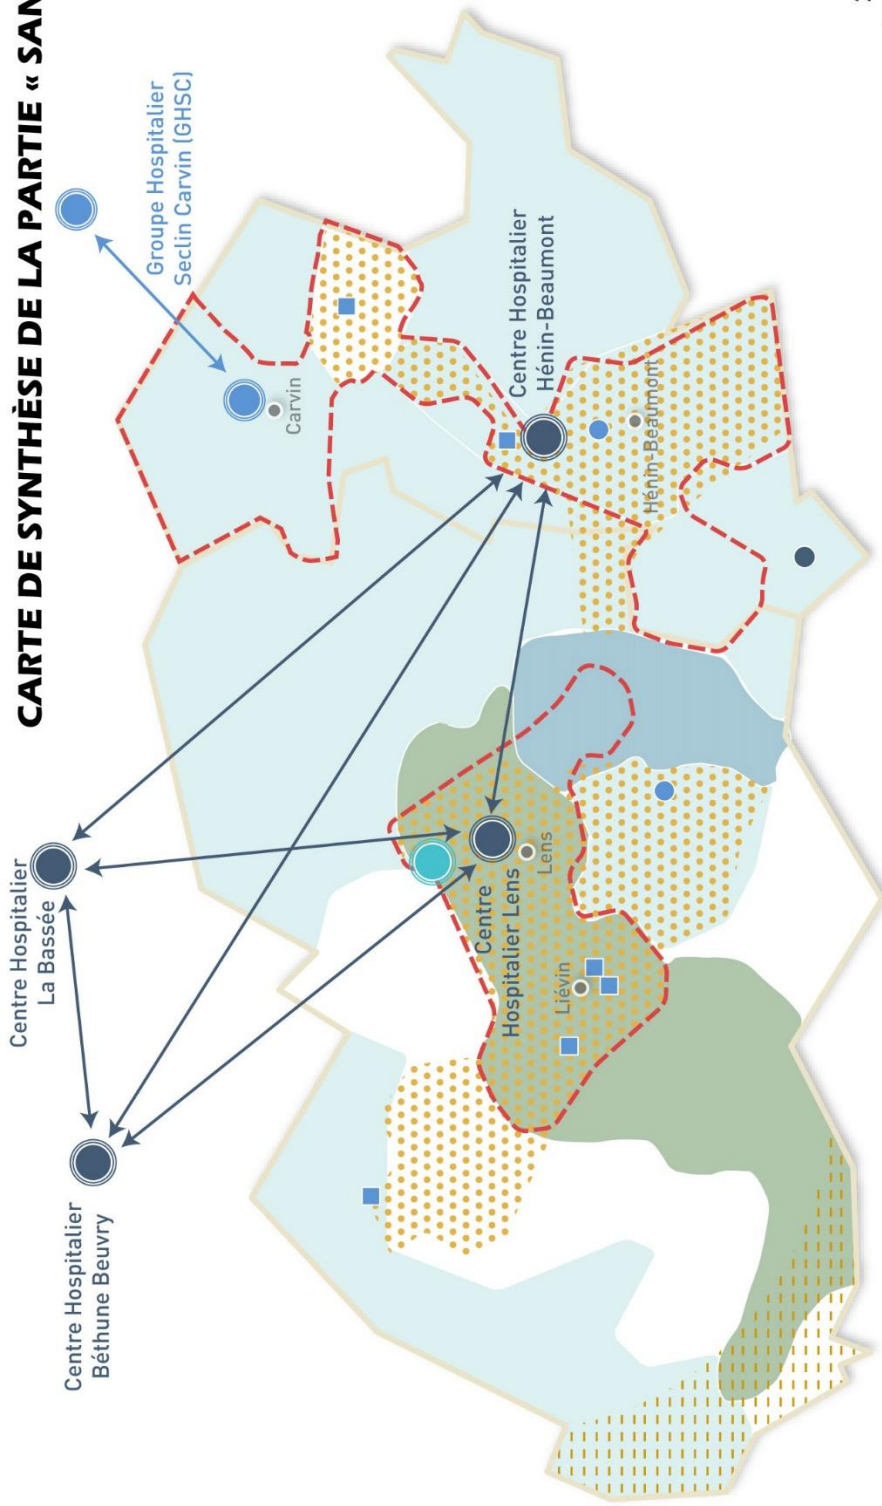 CARTE DE SYNTHÈSE DE LA PARTIE « SAN
Groupe Hospitalier
Seclin Carvin (GHSC)
Centre Hospitalier
La Bassée
Centre Hospitalier
Béthune Beuvry
Carvin
Centre Hospitalier
Hénin-Beaumont
Hénin-Beaumont
Centre
Hospitalier Lens
Lens
Liévin